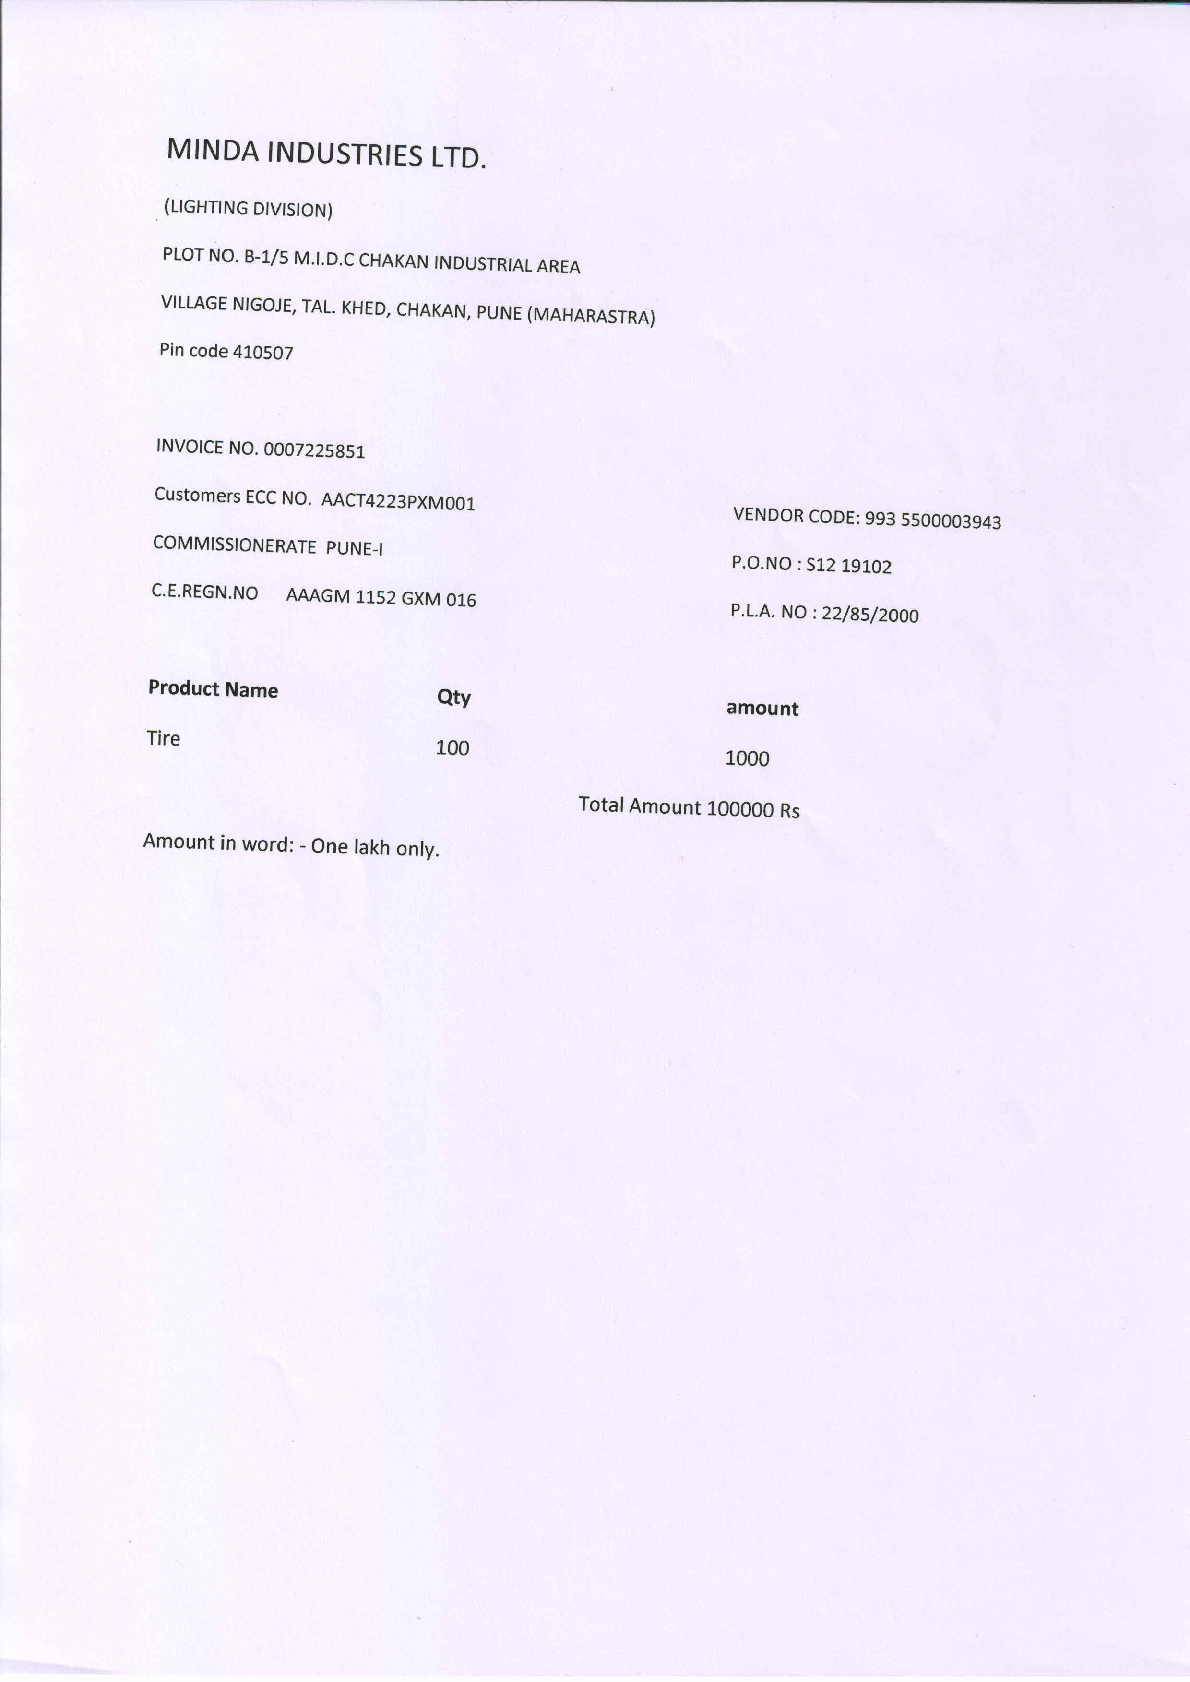 MINDA INDUSTRIES LTD.
(LIGHTING DIVISION)
PLOT NO. B-1/5 M.I.D.C CHAKAN INDUSTRIAL AREA
VILLAGE NIGOJE, TAL. KHED, CHAKAN, PUNE (MAHARASTRA)
Pin code 410507
INVOICE NO. 0007225851
Customers ECC NO. AACT4223PXM001
COMMISSIONERATE PUNE-I
C.E.REGN.NO AAAGM 1152 GXM 016
VENDOR CODE: 993 5500003943
P.O.NO : S12 19102
P.L.A. NO : 22/85/2000
Product Name Qty amount
Tire 100 1000
Total Amount 100000 Rs
Amount in word: - One lakh only.